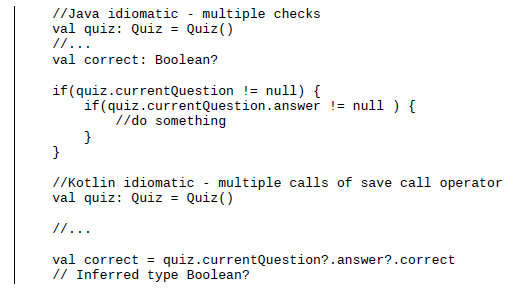 //Java idiomatic - multiple checks
val quiz: Quiz = Quiz()
//...
val correct: Boolean?
if(quiz.currentQuestion != null) {
if(quiz.currentQuestion.answer != null ) {
//do something
}
}
//Kotlin idiomatic - multiple calls of save call operator
val quiz: Quiz = Quiz()
//...
val correct = quiz.currentQuestion?.answer?.correct
// Inferred type Boolean?